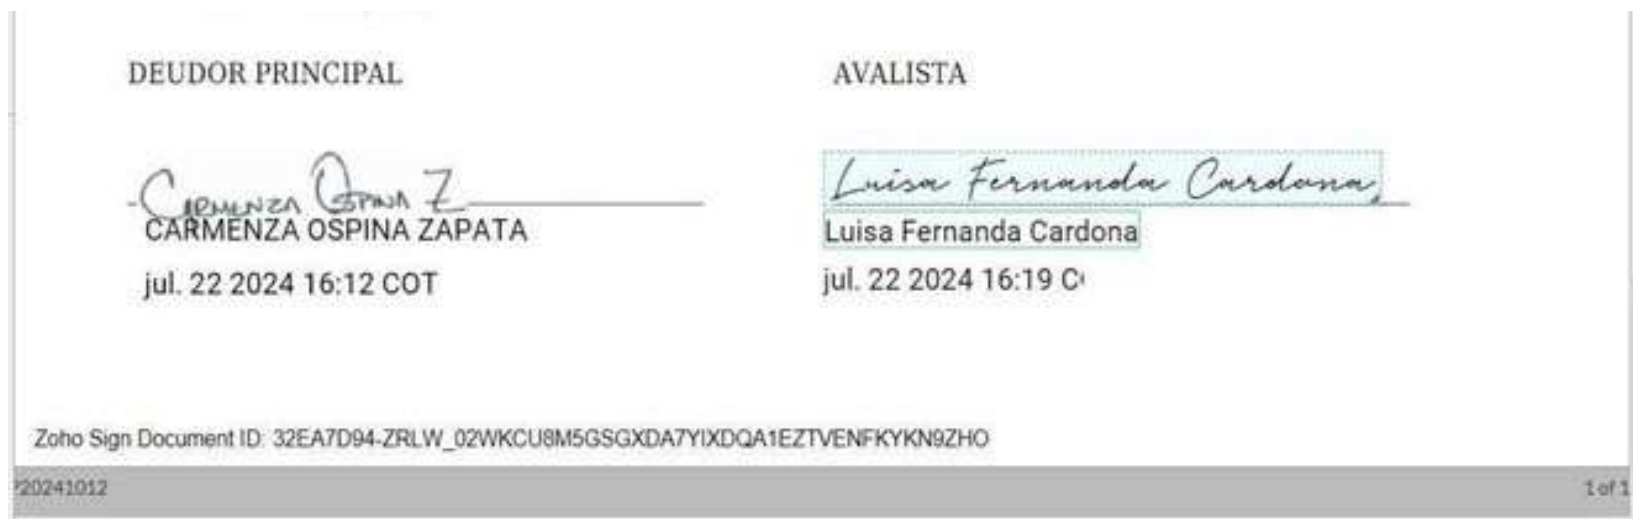 DEUDOR PRINCIPAL
AVALISTA
CARMENZA OSPINA Z
CARMENZA OSPINA ZAPATA
jul. 22 2024 16:12 COT
Luisa Fernanda Cardona
Luisa Fernanda Cardona
jul. 22 2024 16:19 C
Zoho Sign Document ID: 32EA7D94-ZRLW_02WKCU8M5GSGXDA7YIXDQA1EZTVENFKYKN9ZHO
20241012
1 of 1